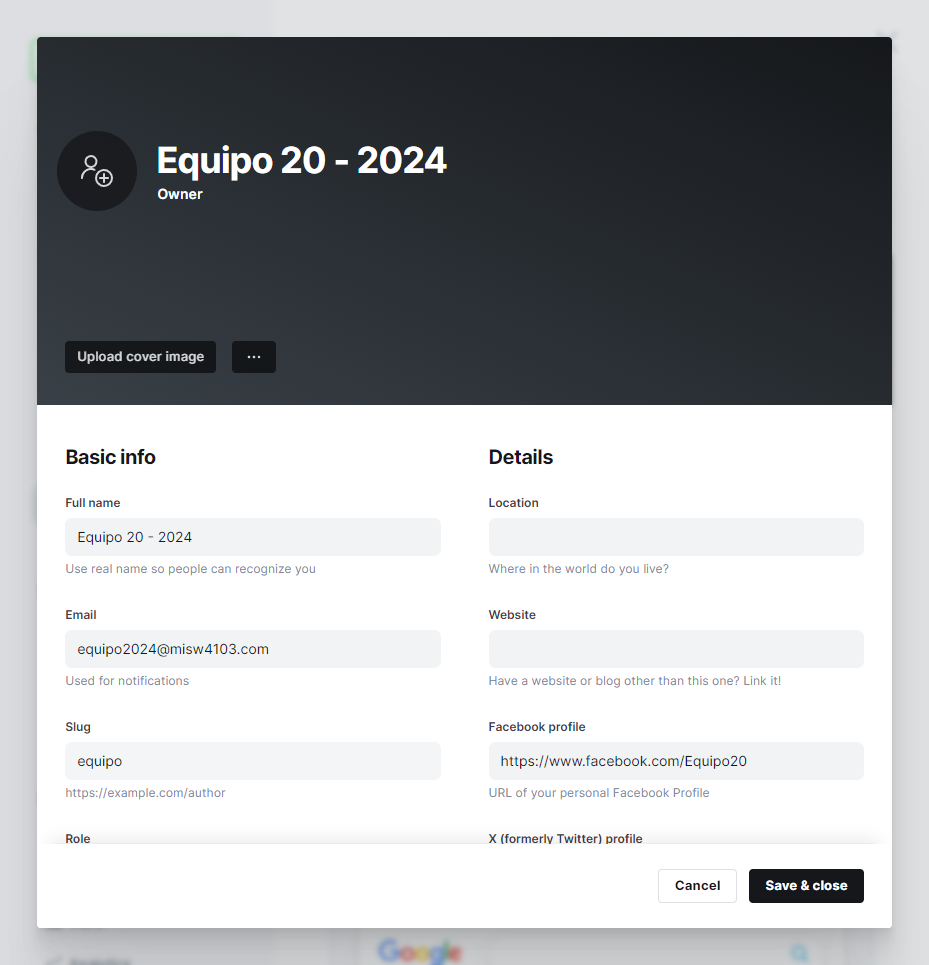 Equipo 20 - 2024
Owner
Upload cover image
Basic info
Full name
Equipo 20 - 2024
Use real name so people can recognize you
Email
equipo2024@misw4103.com
Used for notifications
Slug
equipo
https://example.com/author
Role
Details
Location
Where in the world do you live?
Website
Have a website or blog other than this one? Link it!
Facebook profile
https://www.facebook.com/Equipo20
URL of your personal Facebook Profile
X (formerly Twitter) profile
Cancel
Save & close
Google